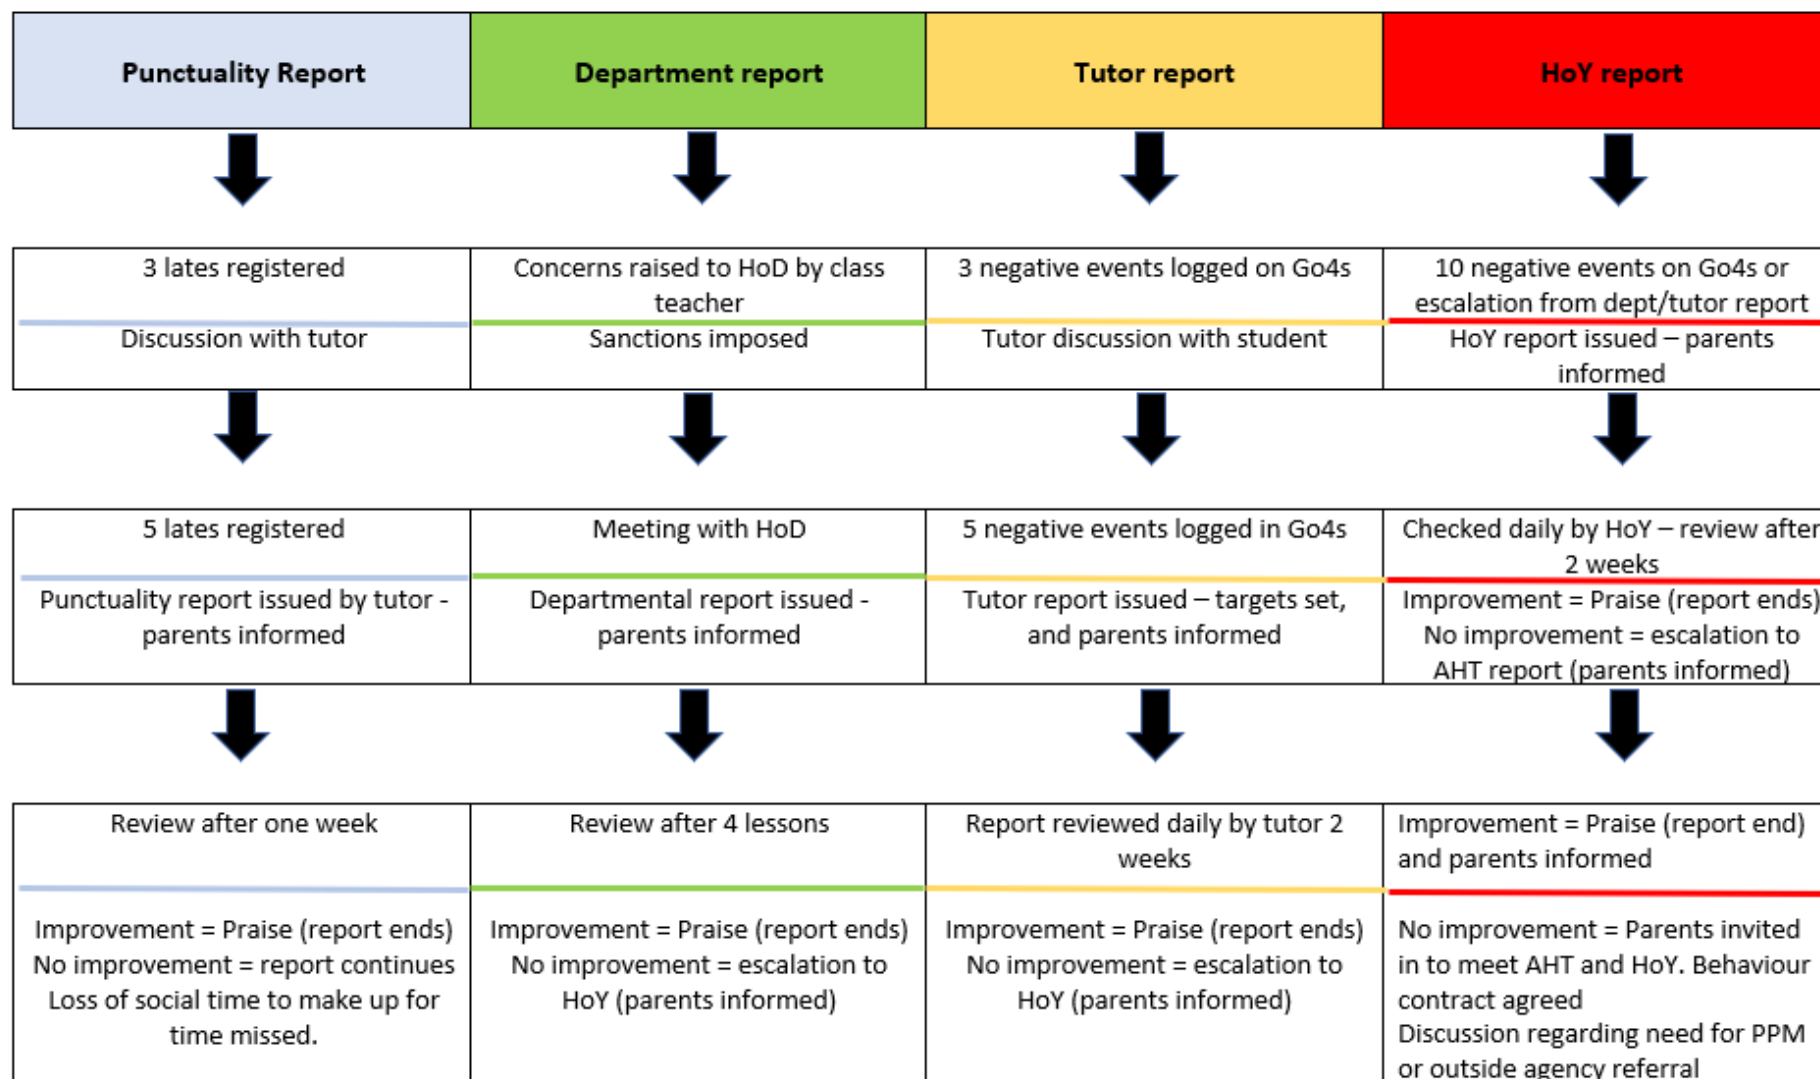 Punctuality Report
Department report
Tutor report
HoY report
3 lates registered
Discussion with tutor
Concerns raised to HoD by class
teacher
Sanctions imposed
3 negative events logged on Go4s
Tutor discussion with student
10 negative events on Go4s or
escalation from dept/tutor report
HoY report issued – parents
informed
5 lates registered
Punctuality report issued by tutor -
parents informed
Meeting with HoD
Departmental report issued -
parents informed
5 negative events logged in Go4s
Tutor report issued – targets set,
and parents informed
Checked daily by HoY – review after
2 weeks
Improvement = Praise (report ends)
No improvement = escalation to
AHT report (parents informed)
Review after one week
Improvement = Praise (report ends)
No improvement = report continues
Loss of social time to make up for
time missed.
Review after 4 lessons
Improvement = Praise (report ends)
No improvement = escalation to
HoY (parents informed)
Report reviewed daily by tutor 2
weeks
Improvement = Praise (report ends)
No improvement = escalation to
HoY (parents informed)
Improvement = Praise (report end)
and parents informed
No improvement = Parents invited
in to meet AHT and HoY. Behaviour
contract agreed
Discussion regarding need for PPM
or outside agency referral